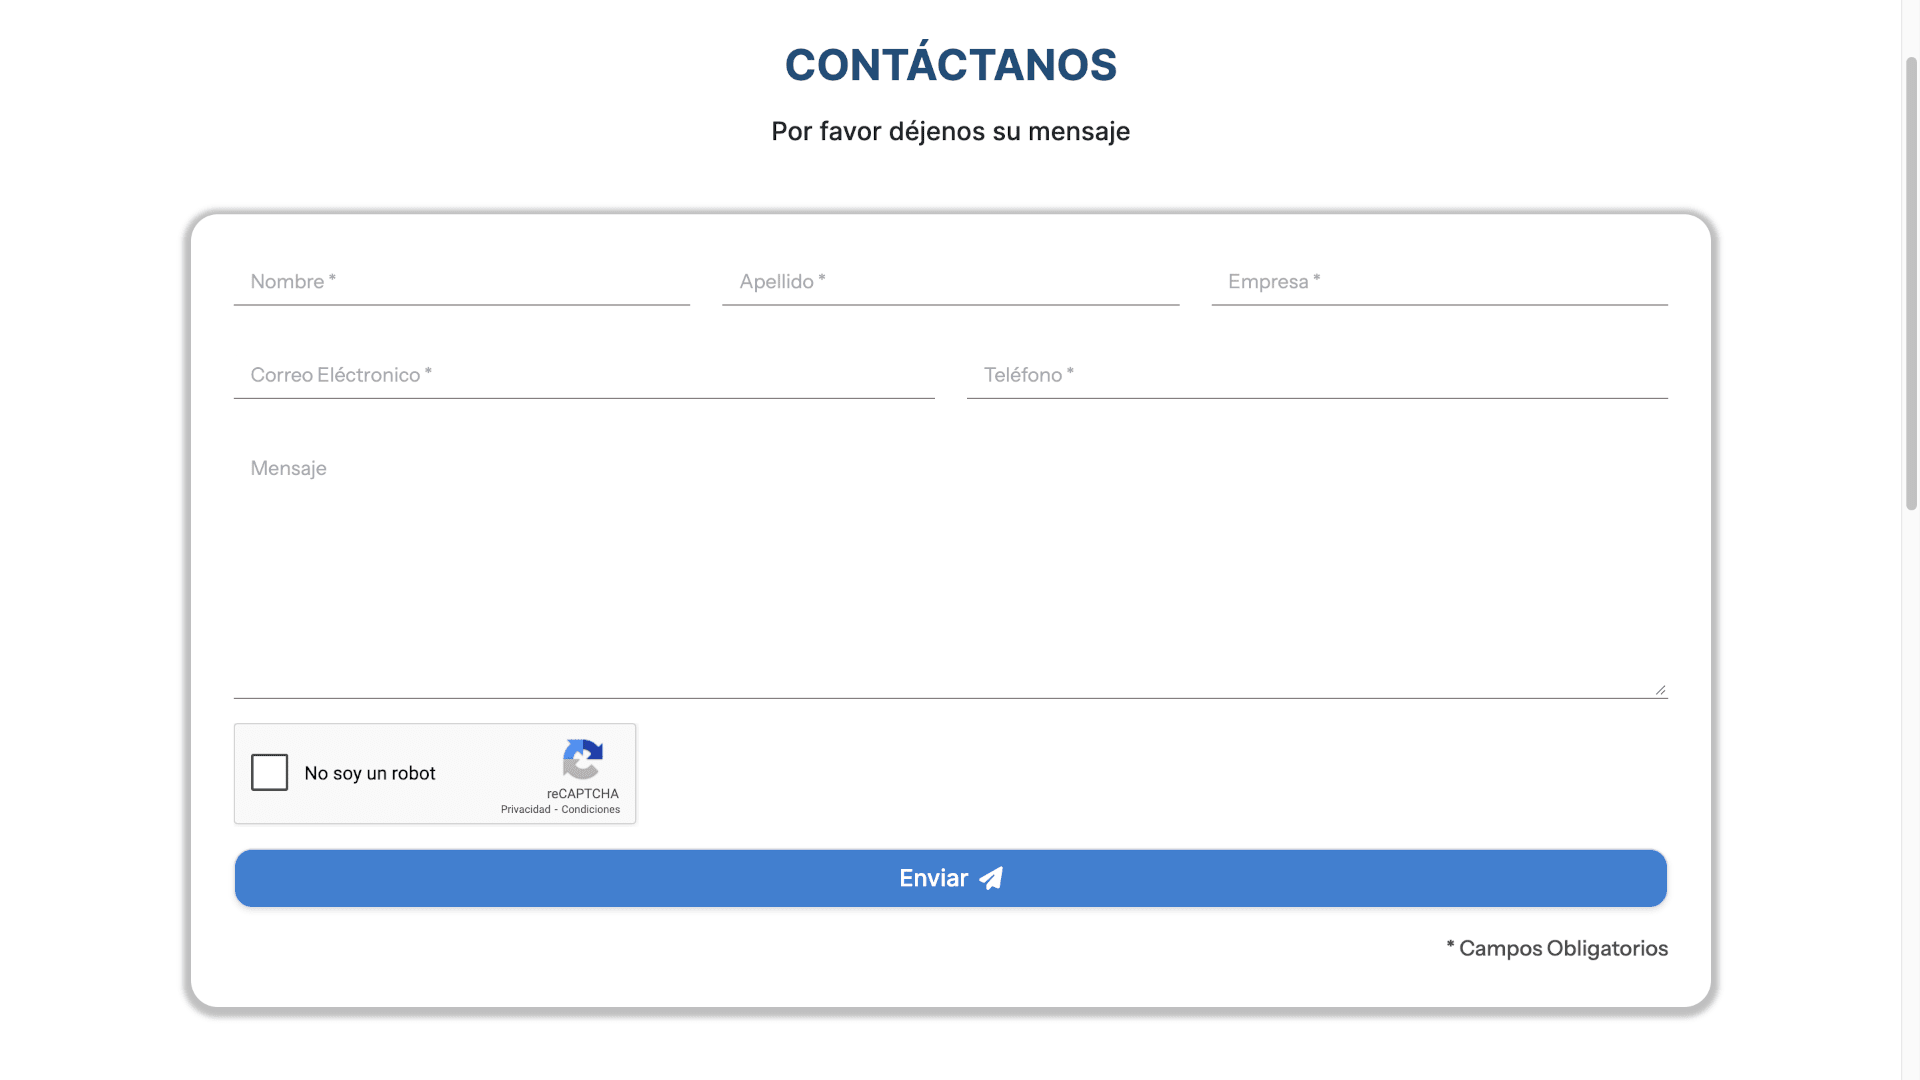 CONTÁCTANOS
Por favor déjenos su mensaje
Nombre *
Apellido *
Empresa *
Correo Eléctronico *
Teléfono *
Mensaje
No soy un robot
reCAPTCHA
Privacidad - Condiciones
Enviar
* Campos Obligatorios